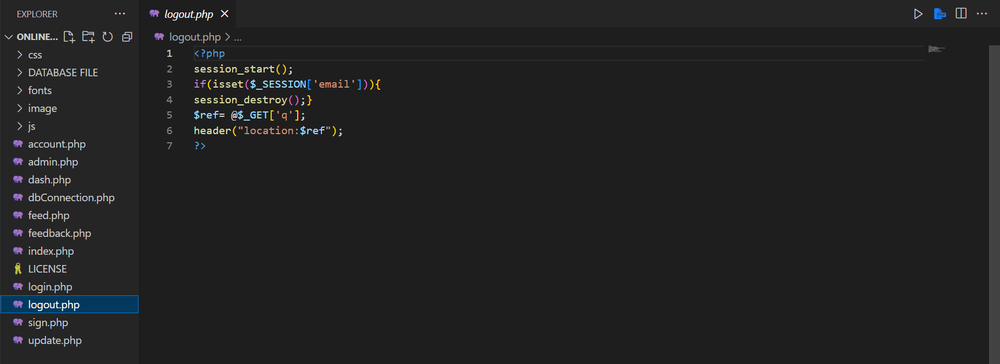 EXPLORER
ONLINE...
css
DATABASE FILE
fonts
image
js
account.php
admin.php
dash.php
dbConnection.php
feed.php
feedback.php
index.php
LICENSE
login.php
logout.php
sign.php
update.php
logout.php
logout.php > ...
1 <?php
2 session_start();
3 if(isset($_SESSION['email'])){
4 session_destroy();}
5 $ref= @$_GET['q'];
6 header("location:$ref");
7 ?>